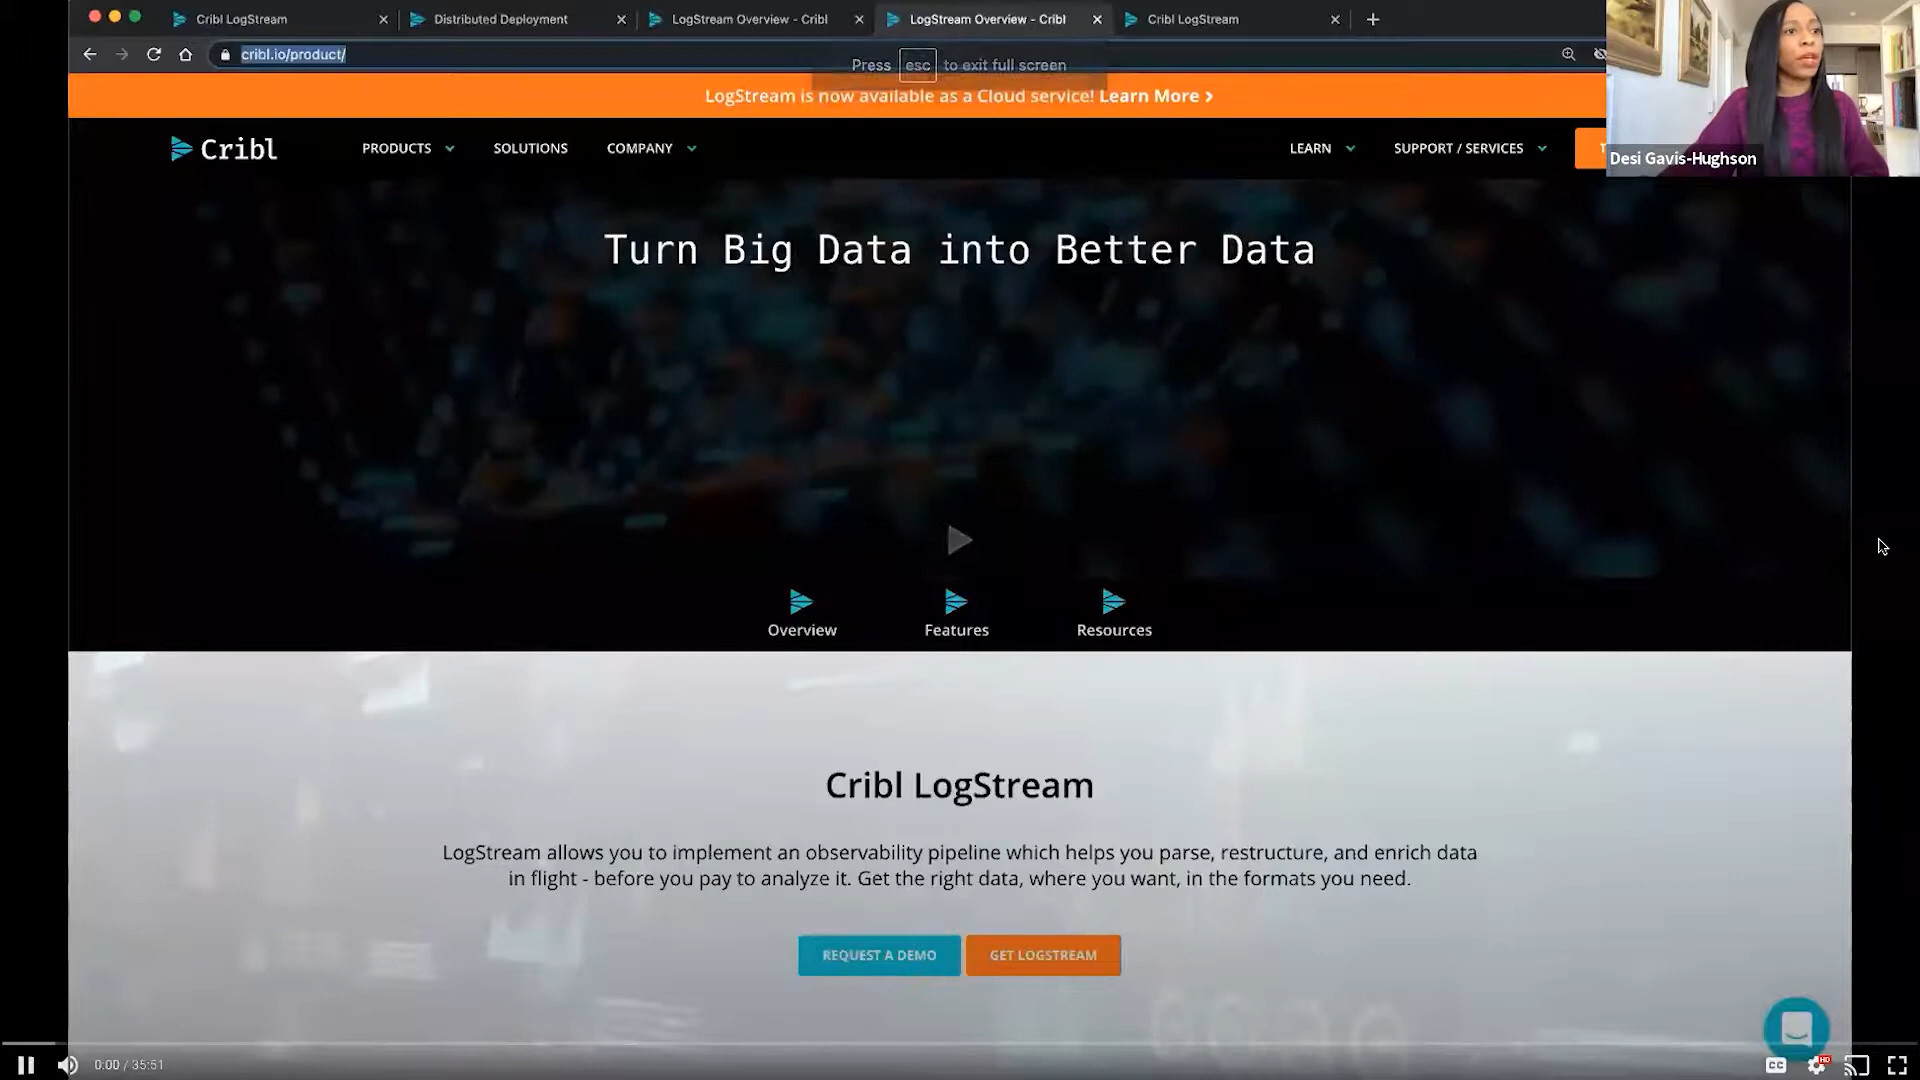 Cribl LogStream
Distributed Deployment
LogStream Overview - Cribl
LogStream Overview - Cribl
Cribl LogStream
cribl.io/product/
Press esc to exit full screen
LogStream is now available as a Cloud service! Learn More >
Cribl
PRODUCTS
SOLUTIONS
COMPANY
LEARN
SUPPORT / SERVICES
Desi Gavis-Hughson
Turn Big Data into Better Data
Overview
Features
Resources
Cribl LogStream
LogStream allows you to implement an observability pipeline which helps you parse, restructure, and enrich data
in flight - before you pay to analyze it. Get the right data, where you want, in the formats you need.
REQUEST A DEMO
GET LOGSTREAM
0:00 / 35:51
CC
HD